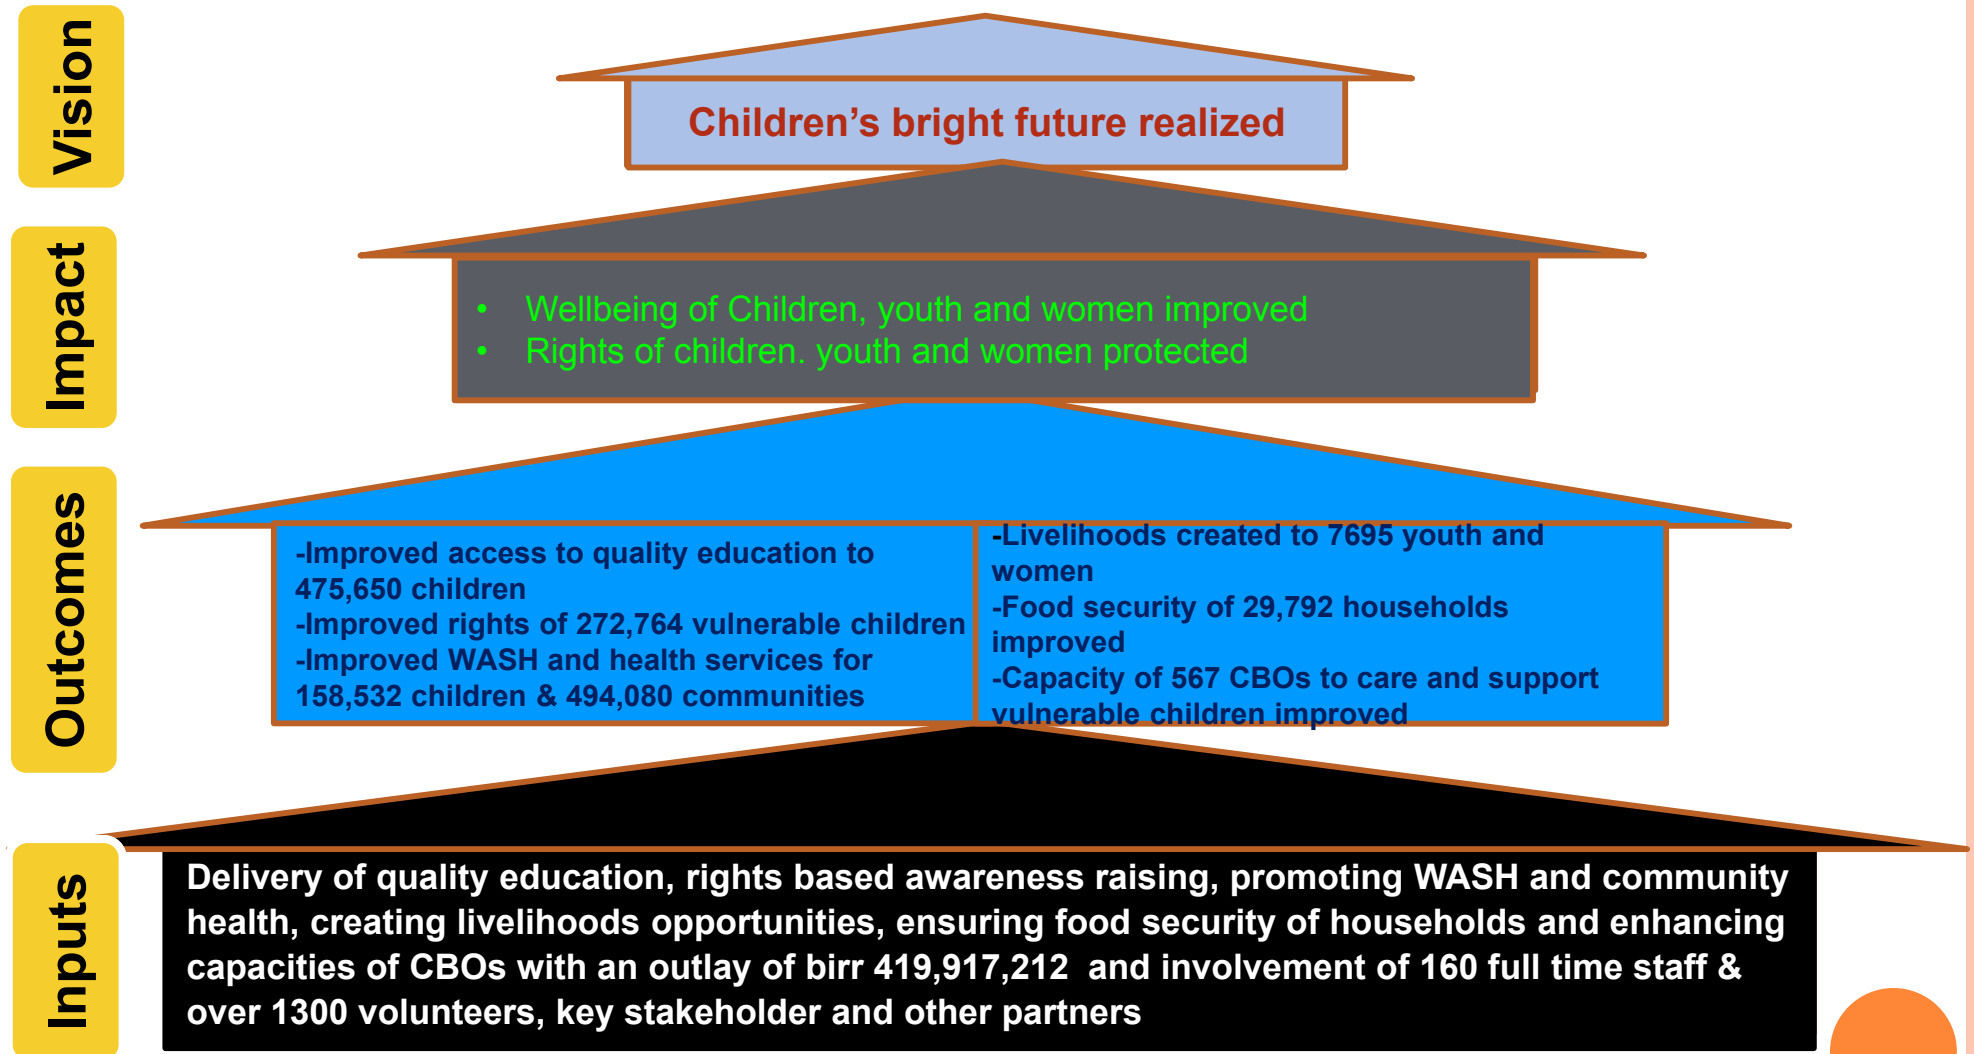 Vision
Children’s bright future realized
Impact
• Wellbeing of Children, youth and women improved
• Rights of children. youth and women protected
Outcomes
-Improved access to quality education to
475,650 children
-Improved rights of 272,764 vulnerable children
-Improved WASH and health services for
158,532 children & 494,080 communities
-Livelihoods created to 7695 youth and
women
-Food security of 29,792 households
improved
-Capacity of 567 CBOs to care and support
vulnerable children improved
Inputs
Delivery of quality education, rights based awareness raising, promoting WASH and community
health, creating livelihoods opportunities, ensuring food security of households and enhancing
capacities of CBOs with an outlay of birr 419,917,212 and involvement of 160 full time staff &
over 1300 volunteers, key stakeholder and other partners